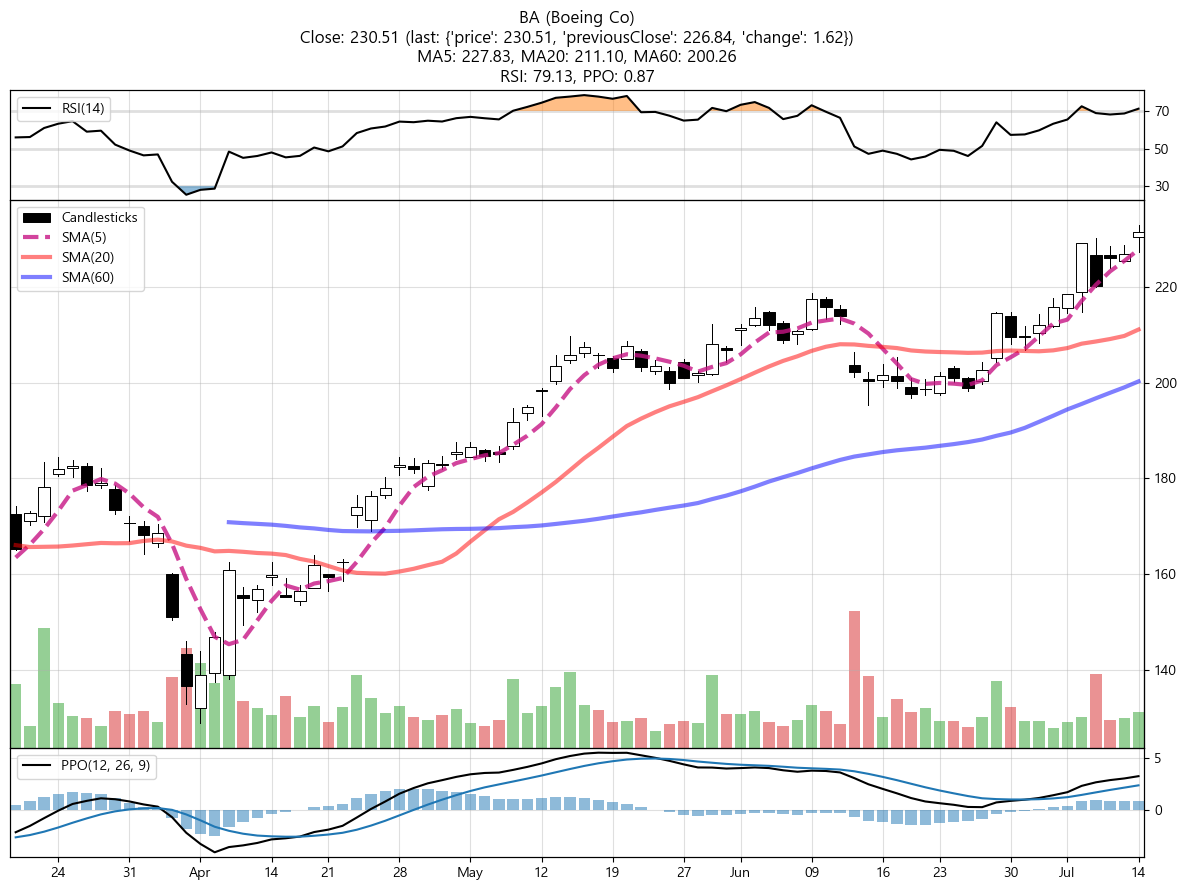 BA (Boeing Co)
Close: 230.51 (last: {'price': 230.51, 'previousClose': 226.84, 'change': 1.62})
MA5: 227.83, MA20: 211.10, MA60: 200.26
RSI: 79.13, PPO: 0.87
RSI(14)
70
50
30
Candlesticks
SMA(5)
SMA(20)
SMA(60)
220
200
180
160
140
PPO(12, 26, 9)
5
0
24 31 Apr 14 21 28 May 12 19 27 Jun 09 16 23 30 Jul 14